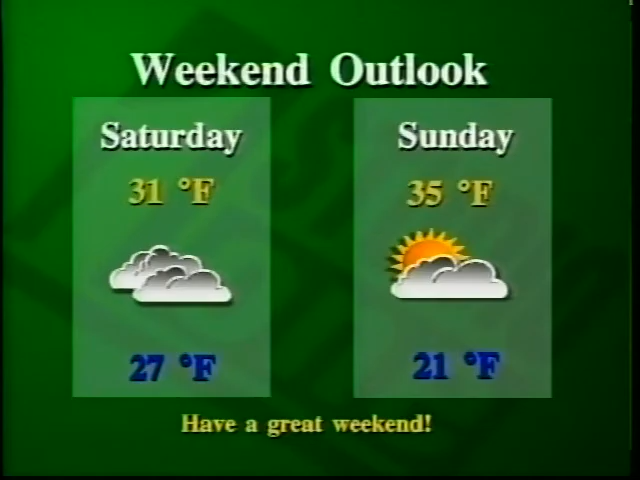 Weekend Outlook
Saturday
31 °F
27 °F
Sunday
35 °F
21 °F
Have a great weekend!